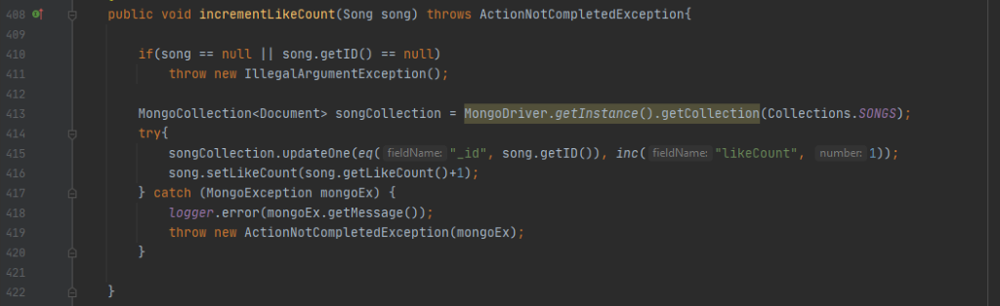 408 public void incrementLikeCount(Song song) throws ActionNotCompletedException{
409
410 if(song == null || song.getID() == null)
411 throw new IllegalArgumentException();
412
413 MongoCollection<Document> songCollection = MongoDriver.getInstance().getCollection(Collections.SONGS);
414 try{
415 songCollection.updateOne(eq( fieldName: "_id", song.getID()), inc( fieldName: "likeCount", number: 1));
416 song.setLikeCount(song.getLikeCount()+1);
417 } catch (MongoException mongoEx) {
418 logger.error(mongoEx.getMessage());
419 throw new ActionNotCompletedException(mongoEx);
420 }
421
422 }